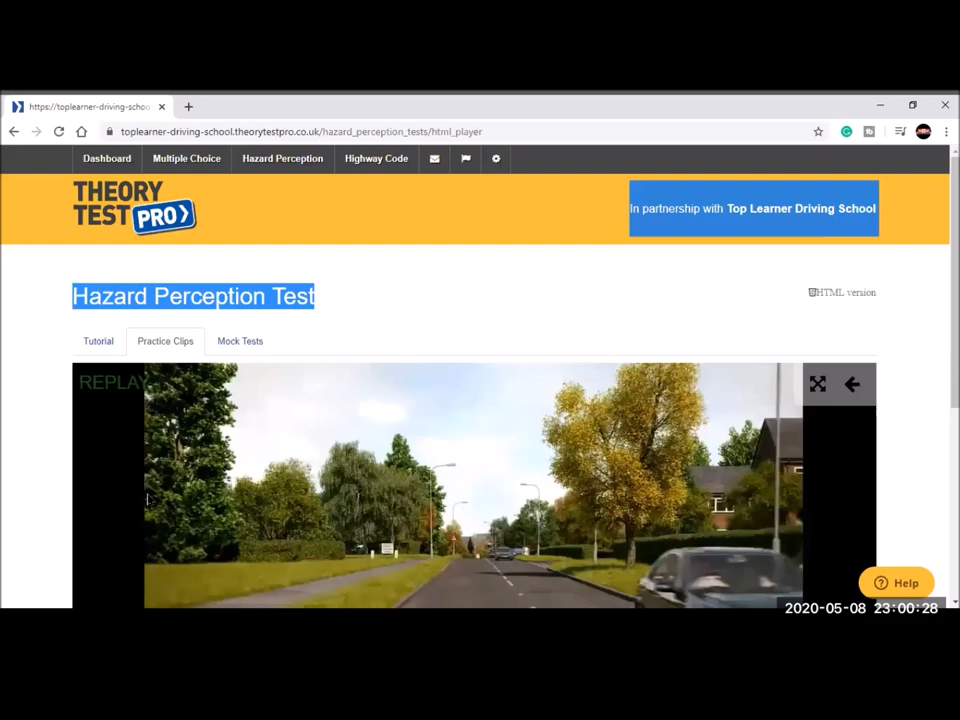 https://toplearner-driving-schoo
toplearner-driving-school.theorytestpro.co.uk/hazard_perception_tests/html_player
Dashboard Multiple Choice Hazard Perception Highway Code
THEORY
TEST PRO
In partnership with Top Learner Driving School
Hazard Perception Test
HTML version
Tutorial Practice Clips Mock Tests
REPLAY
Help
2020-05-08 23:00:28